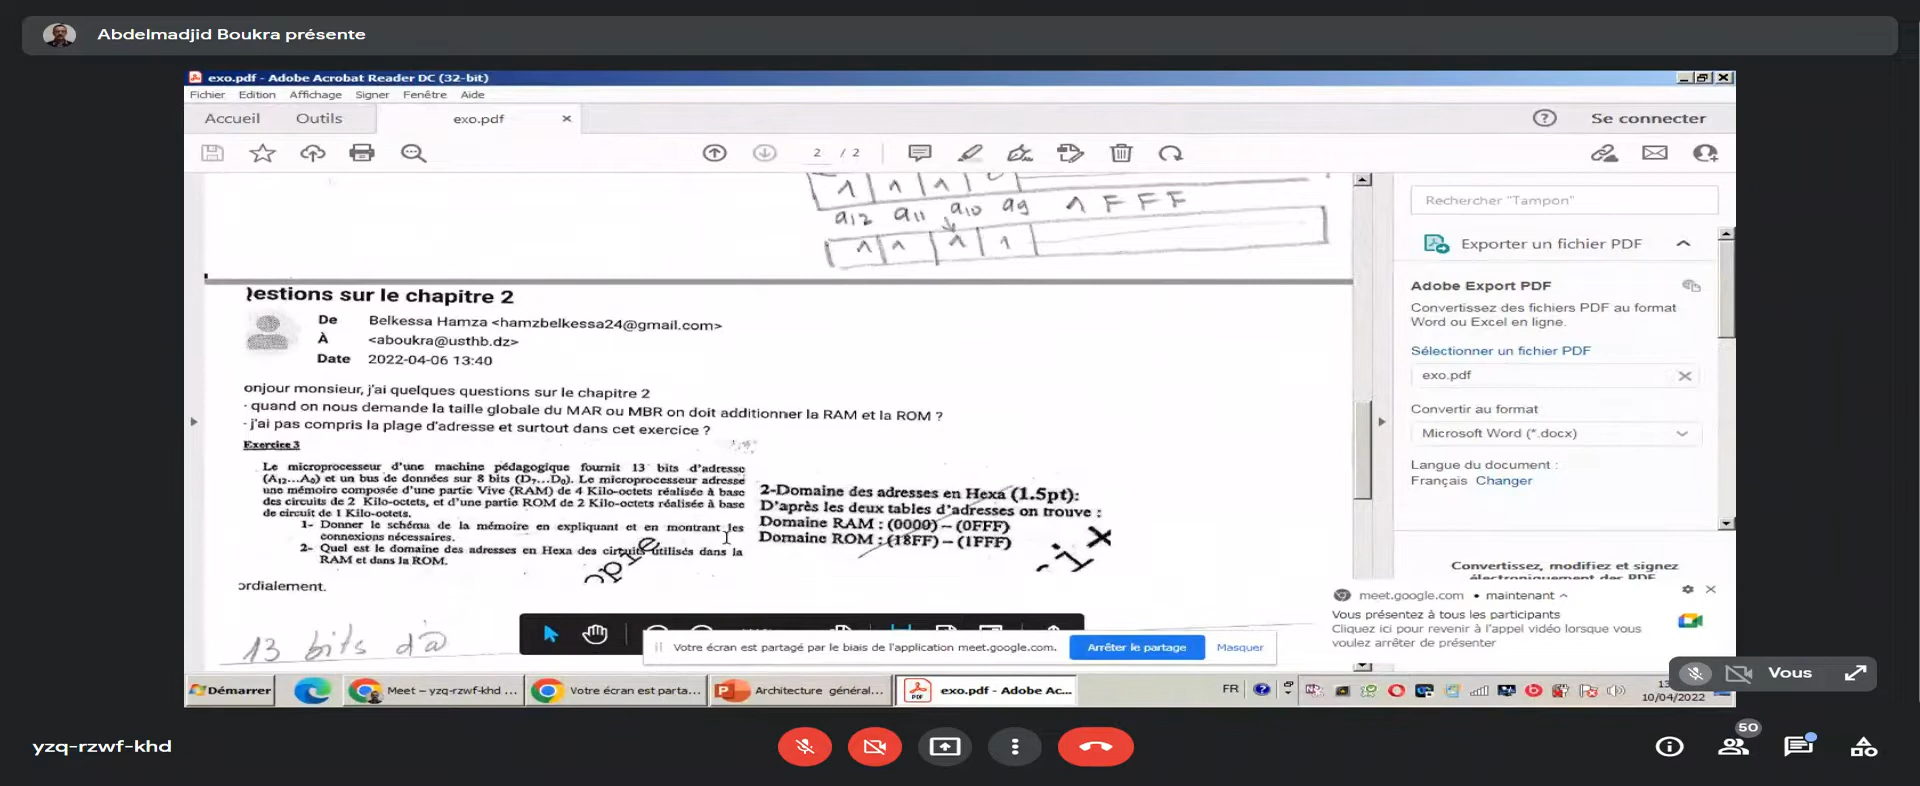 Abdelmadjid Boukra présente
exo.pdf - Adobe Acrobat Reader DC (32-bit)
Fichier Edition Affichage Signer Fenêtre Aide
Accueil Outils exo.pdf
Se connecter
2 / 2
1 1 1
a12 a11 a10 a9 1 F F F
1 1 1 1
estions sur le chapitre 2
De Belkessa Hamza <hamzbelkessa24@gmail.com>
À <aboukra@usthb.dz>
Date 2022-04-06 13:40
onjour monsieur, j'ai quelques questions sur le chapitre 2
- quand on nous demande la taille globale du MAR ou MBR on doit additionner la RAM et la ROM ?
- j'ai pas compris la plage d'adresse et surtout dans cet exercice ?
Exercice 3
Le microprocesseur d'une machine pédagogique fournit 13 bits d'adresse
(A12...A0) et un bus de données sur 8 bits (D7...D0). Le microprocesseur adresse
une mémoire composée d'une partie Vive (RAM) de 4 Kilo-octets réalisée à base
des circuits de 2 Kilo-octets, et d'une partie ROM de 2 Kilo-octets réalisée à base
de circuit de 1 Kilo-octets.
1- Donner le schéma de la mémoire en expliquant et en montrant les
connexions nécessaires.
2- Quel est le domaine des adresses en Hexa des circuits utilisés dans la
RAM et dans la ROM.
2-Domaine des adresses en Hexa (1.5pt):
D'après les deux tables d'adresses on trouve :
Domaine RAM : (0000) – (0FFF)
Domaine ROM : (18FF) – (1FFF)
opie
ix
ordialement.
13 bits d'@
Rechercher "Tampon"
Exporter un fichier PDF
Adobe Export PDF
Convertissez des fichiers PDF au format
Word ou Excel en ligne.
Sélectionner un fichier PDF
exo.pdf
Convertir au format
Microsoft Word (*.docx)
Langue du document :
Français Changer
Convertissez, modifiez et signez
électroniquement des PDF
meet.google.com • maintenant
Vous présentez à tous les participants
Cliquez ici pour revenir à l'appel vidéo lorsque vous
voulez arrêter de présenter
Votre écran est partagé par le biais de l'application meet.google.com.
Arrêter le partage
Masquer
Vous
Démarrer
Meet – yzq-rzwf-khd ...
Votre écran est parta...
Architecture général...
exo.pdf - Adobe Ac...
FR
10/04/2022
yzq-rzwf-khd
50